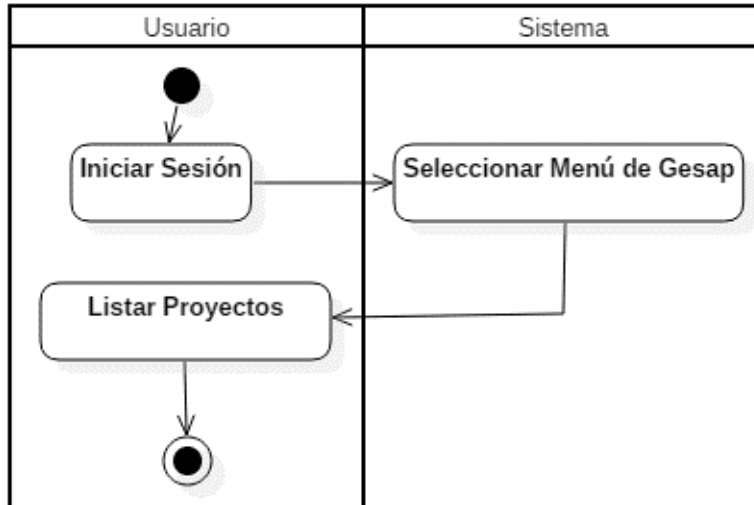 Usuario
Sistema
Iniciar Sesión
Seleccionar Menú de Gesap
Listar Proyectos